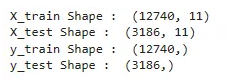 X_train Shape :  (12740, 11)
X_test Shape :  (3186, 11)
y_train Shape :  (12740,)
y_test Shape :  (3186,)